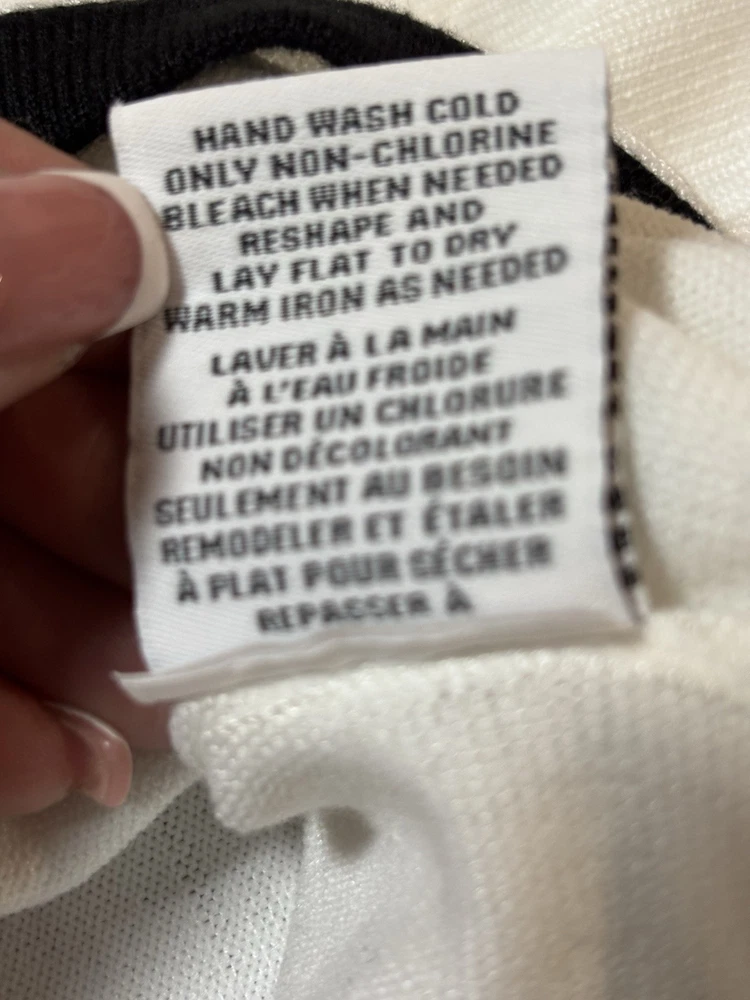 HAND WASH COLD
ONLY NON-CHLORINE
BLEACH WHEN NEEDED
RESHAPE AND
LAY FLAT TO DRY
WARM IRON AS NEEDED
LAVER À LA MAIN
À L'EAU FROIDE
UTILISER UN CHLORURE
NON DÉCOLORANT
SEULEMENT AU BESOIN
REMODELER ET ÉTALER
À PLAT POUR SÉCHER
REPASSER À